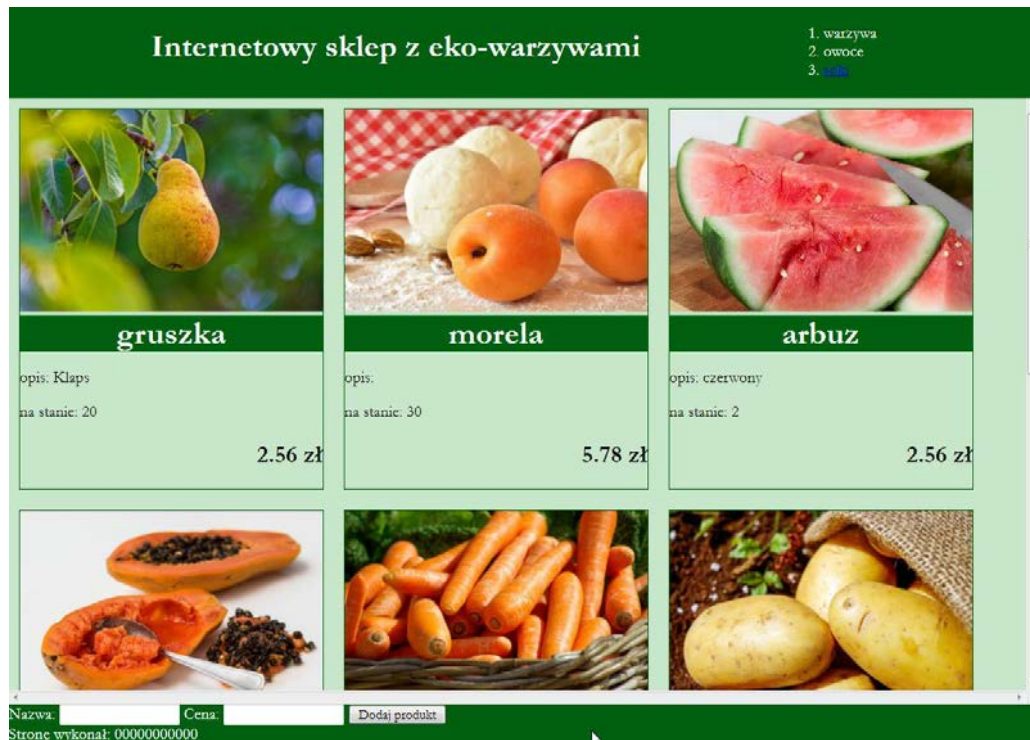 Internetowy sklep z eko-warzywami
1. warzywa
2. owoce
3. soki
gruszka
opis: Klaps
na stanie: 20
2.56 zł
morela
opis:
na stanie: 30
5.78 zł
arbuz
opis: czerwony
na stanie: 2
2.56 zł
Nazwa: Cena: Dodaj produkt
Stronę wykonał: 00000000000